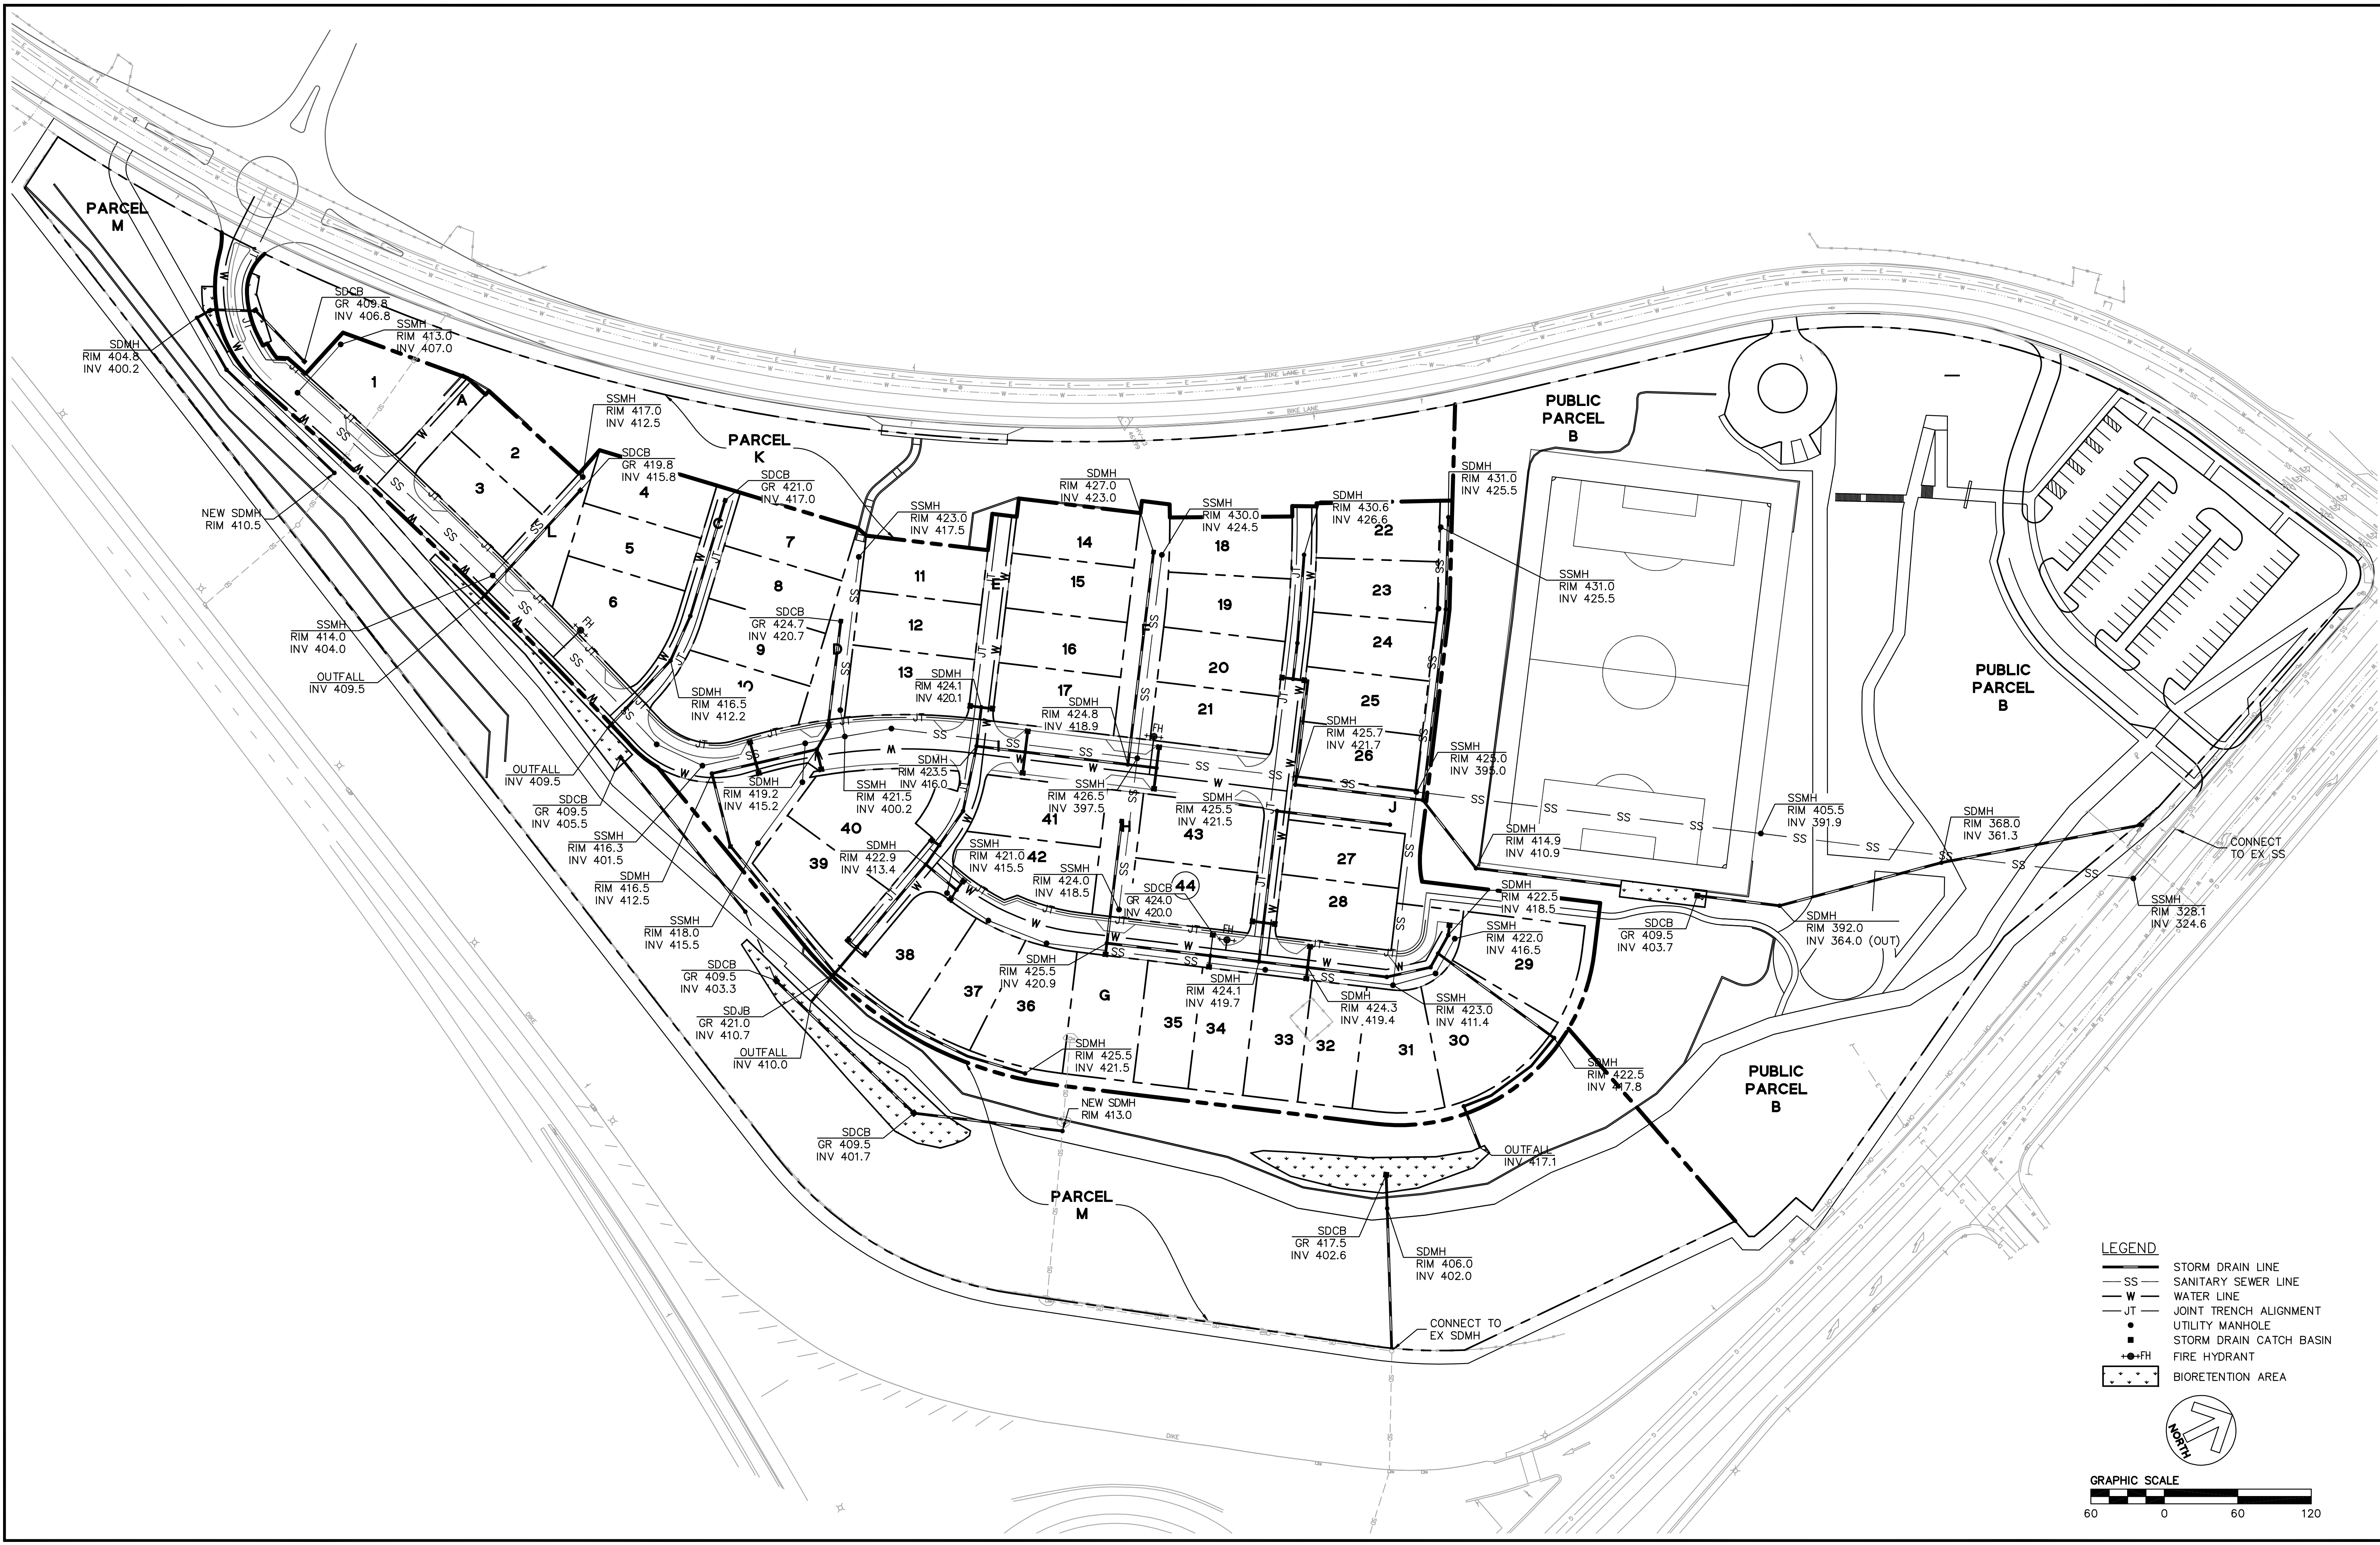 PARCEL
M
SDCB
GR 409.8
INV 406.8
SSMH
RIM 413.0
INV 407.0
SDMH
RIM 404.8
INV 400.2
1
A
2
3
SSMH
RIM 417.0
INV 412.5
SDCB
GR 419.8
INV 415.8
NEW SDMH
RIM 410.5
4
5
6
L
PARCEL
K
SDCB
GR 421.0
INV 417.0
C
7
8
9
10
SSMH
RIM 423.0
INV 417.5
SDCB
GR 424.7
INV 420.7
D
11
12
13
E
SDMH
RIM 427.0
INV 423.0
14
15
16
17
SSMH
RIM 430.0
INV 424.5
F
18
19
20
21
SDMH
RIM 430.6
INV 426.6
22
23
24
25
26
SDMH
RIM 431.0
INV 425.5
SSMH
RIM 431.0
INV 425.5
BIKE LANE
BIKE LANE
PUBLIC
PARCEL
B
PUBLIC
PARCEL
B
SSMH
RIM 414.0
INV 404.0
OUTFALL
INV 409.5
FH
SDMH
RIM 416.5
INV 412.2
SDMH
RIM 424.1
INV 420.1
SDMH
RIM 424.8
INV 418.9
FH
SDMH
RIM 425.7
INV 421.7
SSMH
RIM 425.0
INV 395.0
OUTFALL
INV 409.5
SDCB
GR 409.5
INV 405.5
SSMH
RIM 416.3
INV 401.5
SDMH
RIM 416.5
INV 412.5
SDMH
RIM 419.2
INV 415.2
SSMH
RIM 421.5
INV 400.2
SDMH
RIM 423.5
INV 416.0
I
SSMH
RIM 426.5
INV 397.5
SDMH
RIM 425.5
INV 421.5
J
SSMH
RIM 405.5
INV 391.9
SDMH
RIM 414.9
INV 410.9
SDMH
RIM 368.0
INV 361.3
CONNECT
TO EX SS
SSMH
RIM 328.1
INV 324.6
40
39
41
42
H
43
27
28
SDMH
RIM 422.9
INV 413.4
SSMH
RIM 421.0
INV 415.5
SSMH
RIM 424.0
INV 418.5
SDCB
GR 424.0
INV 420.0
44
FH
SDMH
RIM 422.5
INV 418.5
SSMH
RIM 422.0
INV 416.5
SDCB
GR 409.5
INV 403.7
SDMH
RIM 392.0
INV 364.0 (OUT)
SSMH
RIM 418.0
INV 415.5
SDCB
GR 409.5
INV 403.3
SDJB
GR 421.0
INV 410.7
OUTFALL
INV 410.0
38
37
36
G
35
34
33
32
31
30
29
SDMH
RIM 425.5
INV 420.9
SDMH
RIM 424.1
INV 419.7
SDMH
RIM 424.3
INV 419.4
SSMH
RIM 423.0
INV 411.4
SDMH
RIM 425.5
INV 421.5
SDMH
RIM 422.5
INV 417.8
PUBLIC
PARCEL
B
NEW SDMH
RIM 413.0
SDCB
GR 409.5
INV 401.7
OUTFALL
INV 417.1
PARCEL
M
SDCB
GR 417.5
INV 402.6
SDMH
RIM 406.0
INV 402.0
CONNECT TO
EX SDMH
DIKE
DIKE
LEGEND
STORM DRAIN LINE
SS SANITARY SEWER LINE
W WATER LINE
JT JOINT TRENCH ALIGNMENT
UTILITY MANHOLE
STORM DRAIN CATCH BASIN
FH FIRE HYDRANT
BIORETENTION AREA
NORTH
GRAPHIC SCALE
60 0 60 120